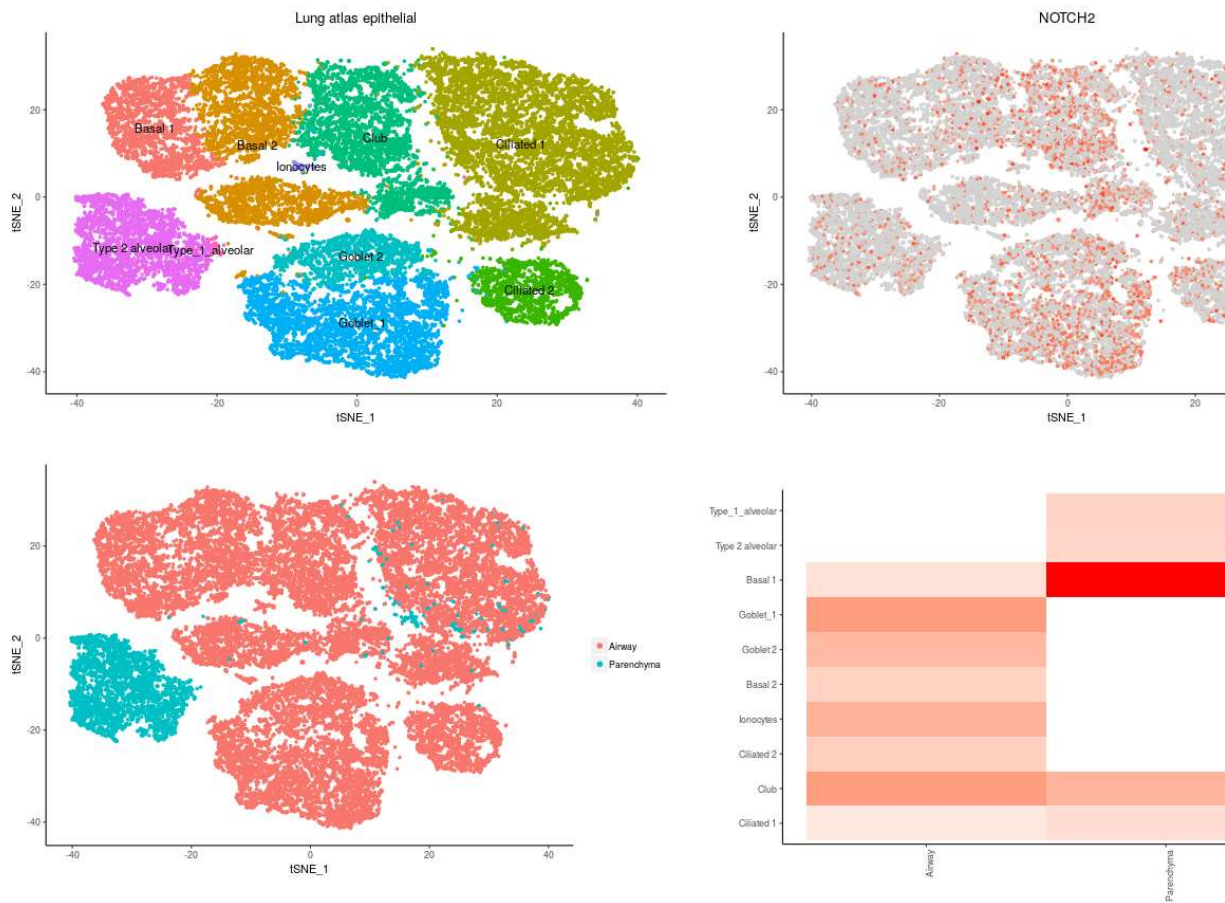 Lung atlas epithelial
20
0
-20
-40
tSNE_2
Basal 1
Basal 2
Club
Ciliated 1
Ionocytes
Type 2 alveolar
Type_1_alveolar
Goblet 2
Goblet_1
Ciliated 2
-40
-20
0
20
40
tSNE_1
NOTCH2
20
0
-20
-40
tSNE_2
-40
-20
0
20
tSNE_1
20
0
-20
-40
tSNE_2
-40
-20
0
20
40
tSNE_1
Airway
Parenchyma
Type_1_alveolar
Type 2 alveolar
Basal 1
Goblet_1
Goblet 2
Basal 2
Ionocytes
Ciliated 2
Club
Ciliated 1
Airway
Parenchyma